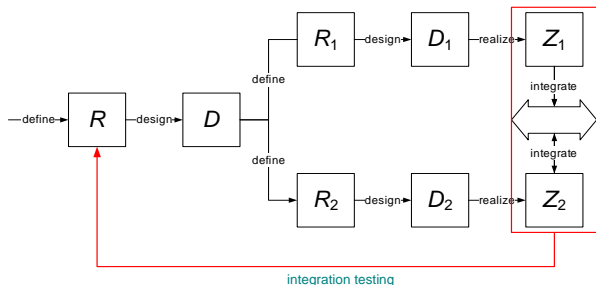 R₁
design
D₁
realize
Z₁
define
integrate
define
R
design
D
integrate
define
R₂
design
D₂
realize
Z₂
integration testing